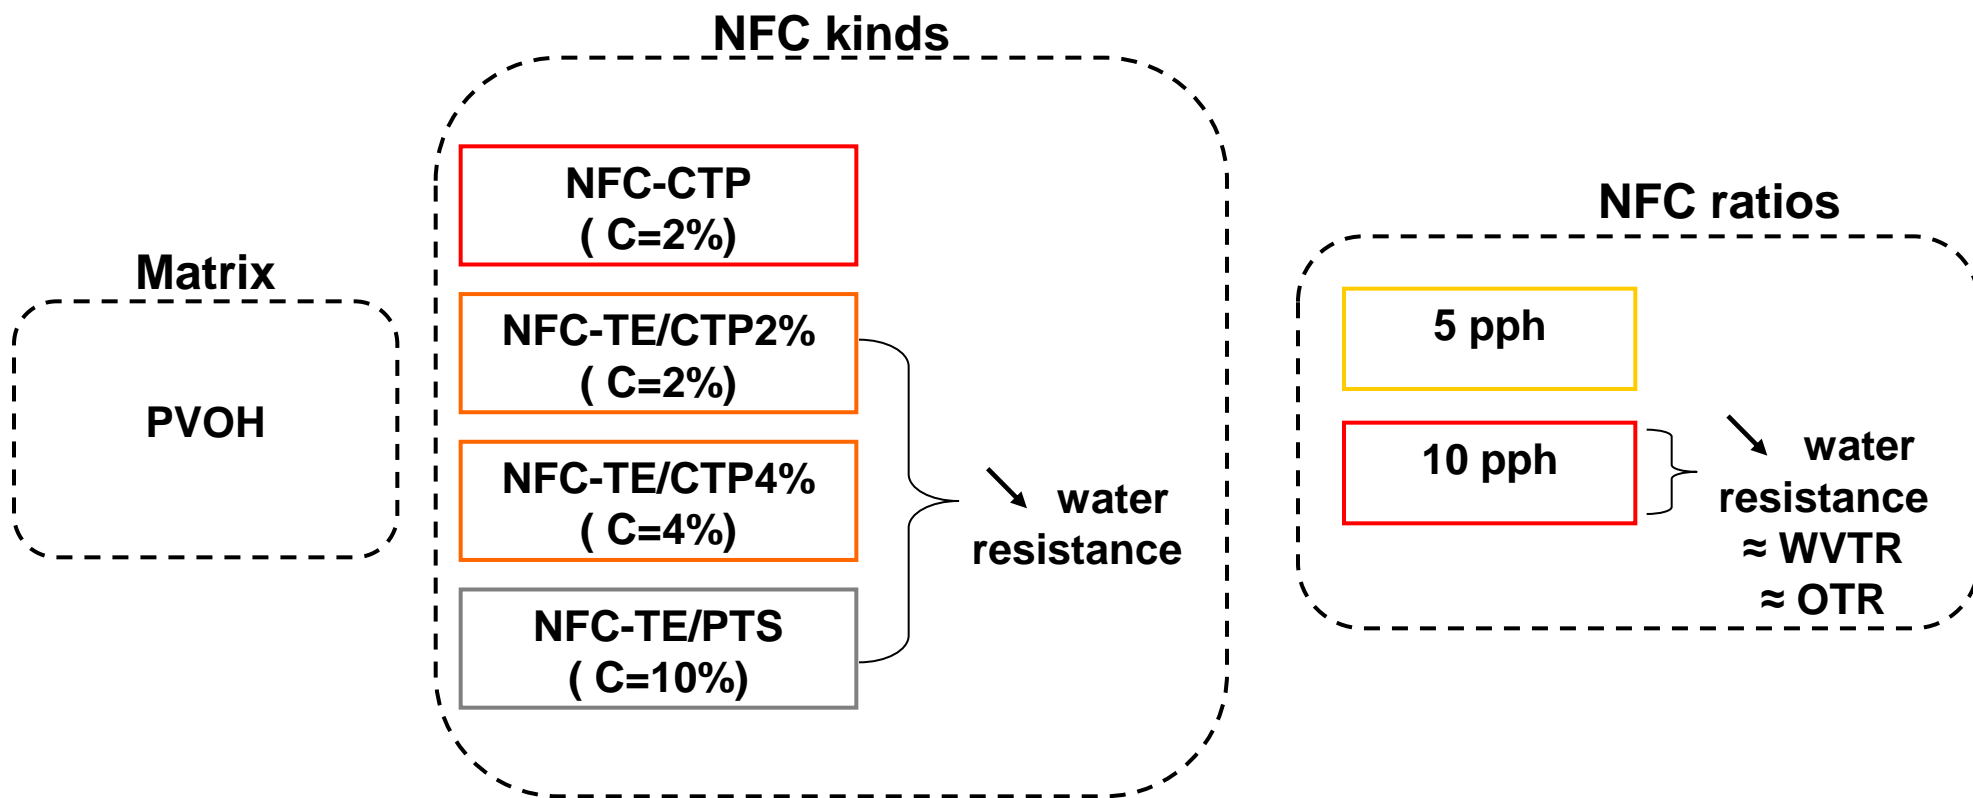 NFC kinds
NFC-CTP
( C=2%)
NFC-TE/CTP2%
( C=2%)
NFC-TE/CTP4%
( C=4%)
NFC-TE/PTS
( C=10%)
water
resistance
Matrix
PVOH
NFC ratios
5 pph
10 pph
water
resistance
≈ WVTR
≈ OTR